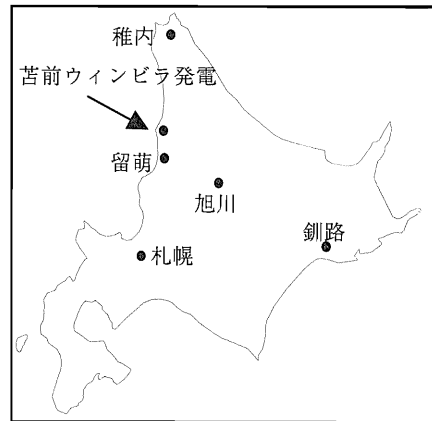 稚内
苫前ウィンビラ発電
留萌
旭川
釧路
札幌